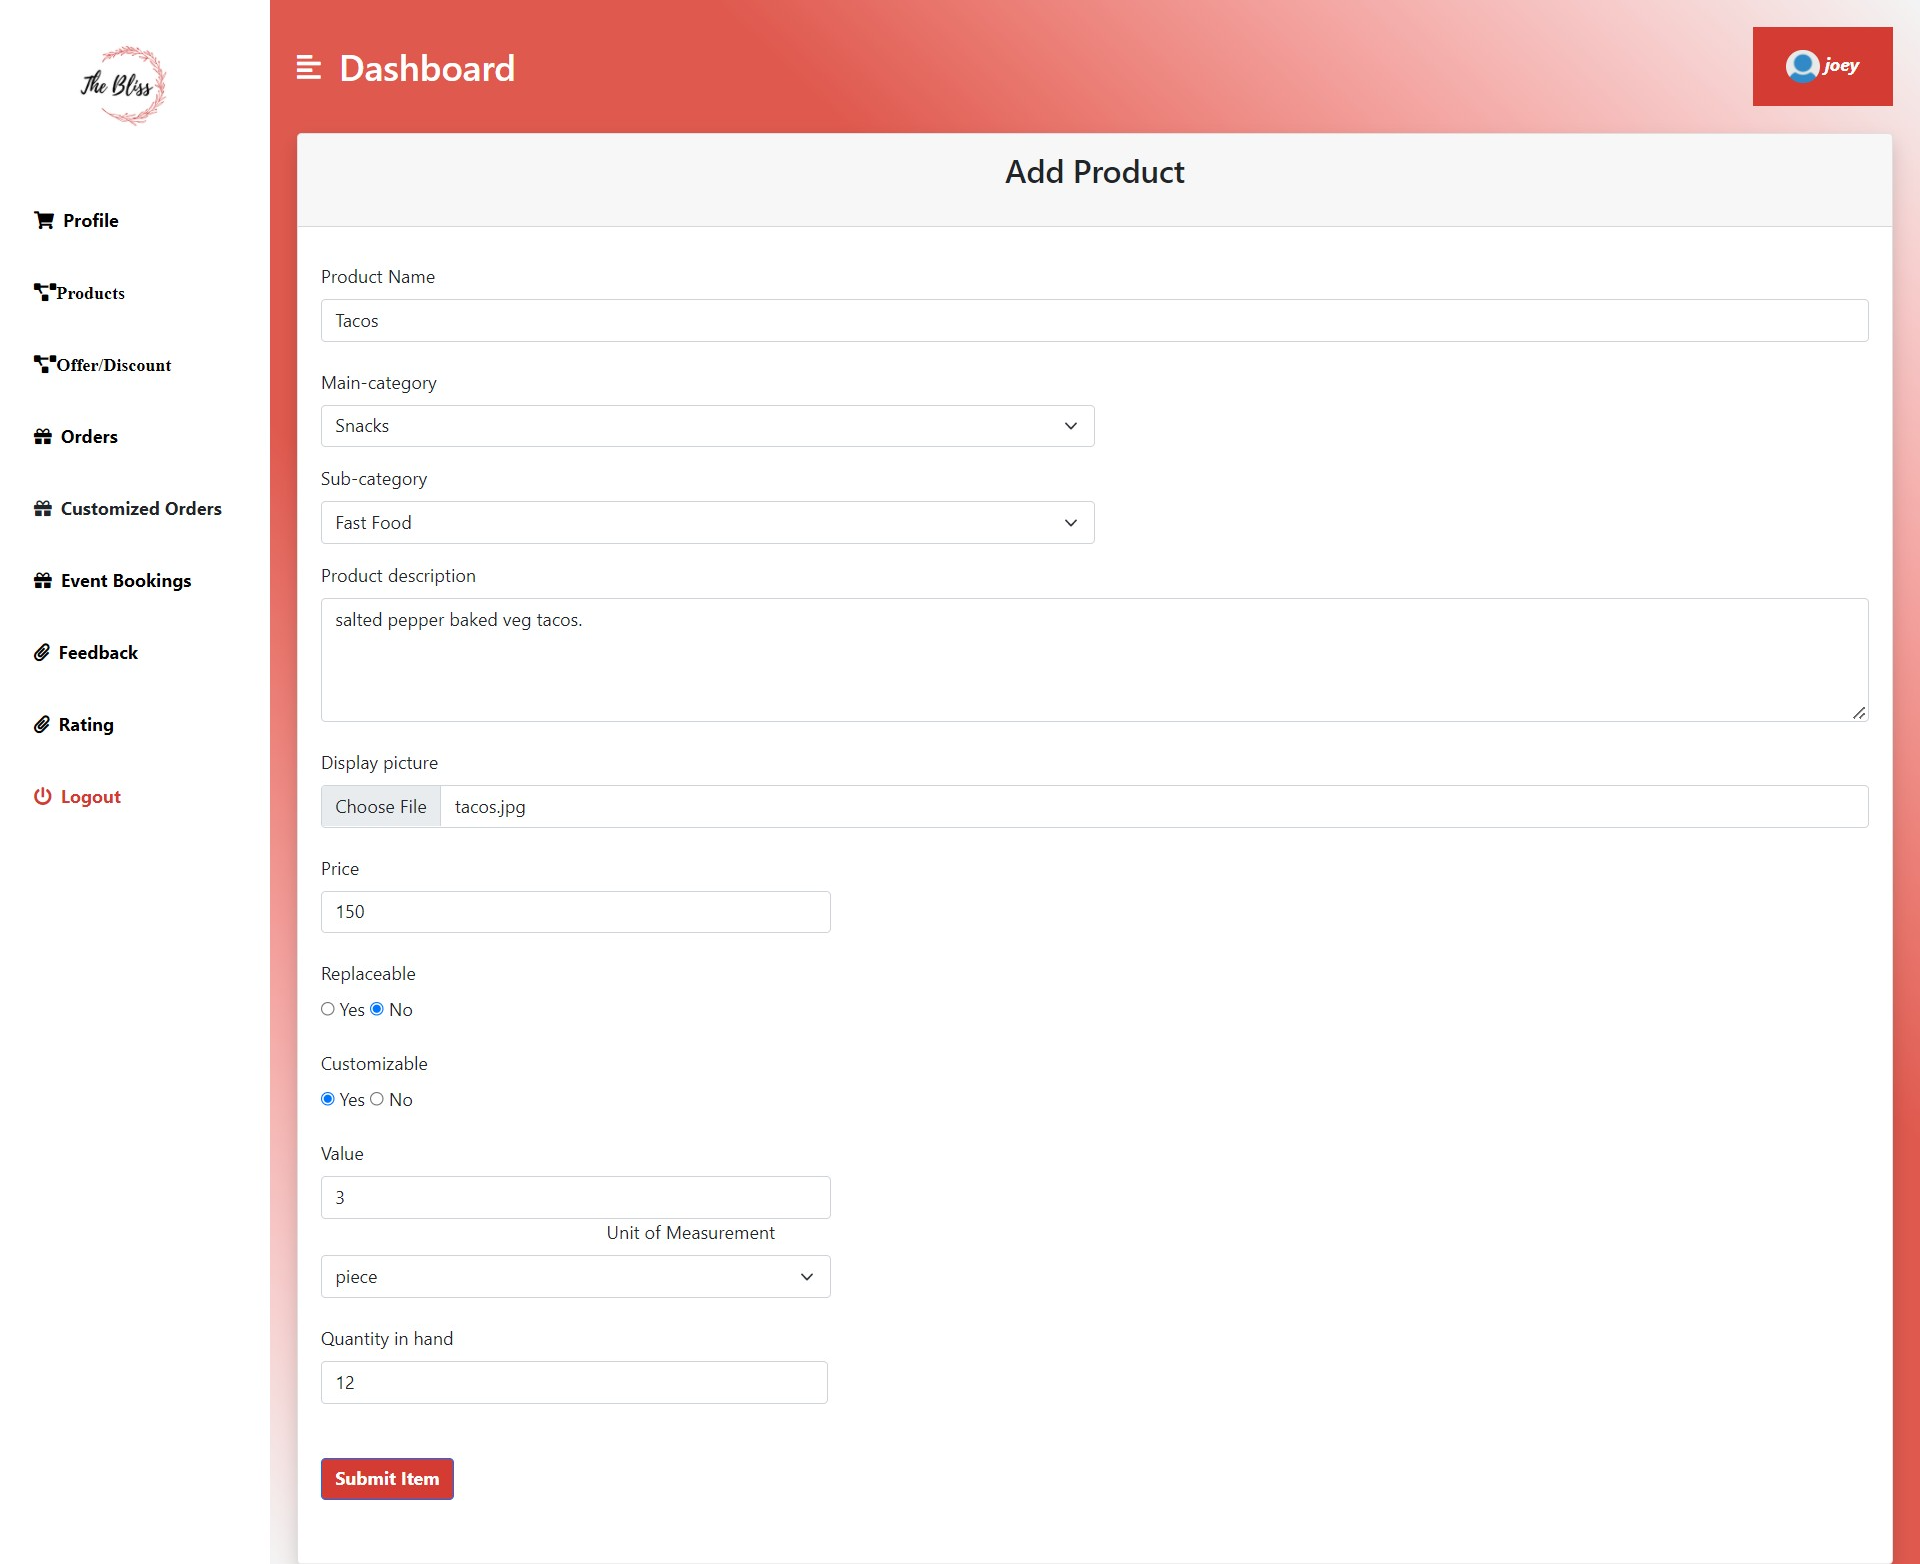 The Bliss
Profile
Products
Offer/Discount
Orders
Customized Orders
Event Bookings
Feedback
Rating
Logout
Dashboard
joey
Add Product
Product Name
Tacos
Main-category
Snacks
Sub-category
Fast Food
Product description
salted pepper baked veg tacos.
Display picture
Choose File tacos.jpg
Price
150
Replaceable
Yes No
Customizable
Yes No
Value
3
Unit of Measurement
piece
Quantity in hand
12
Submit Item